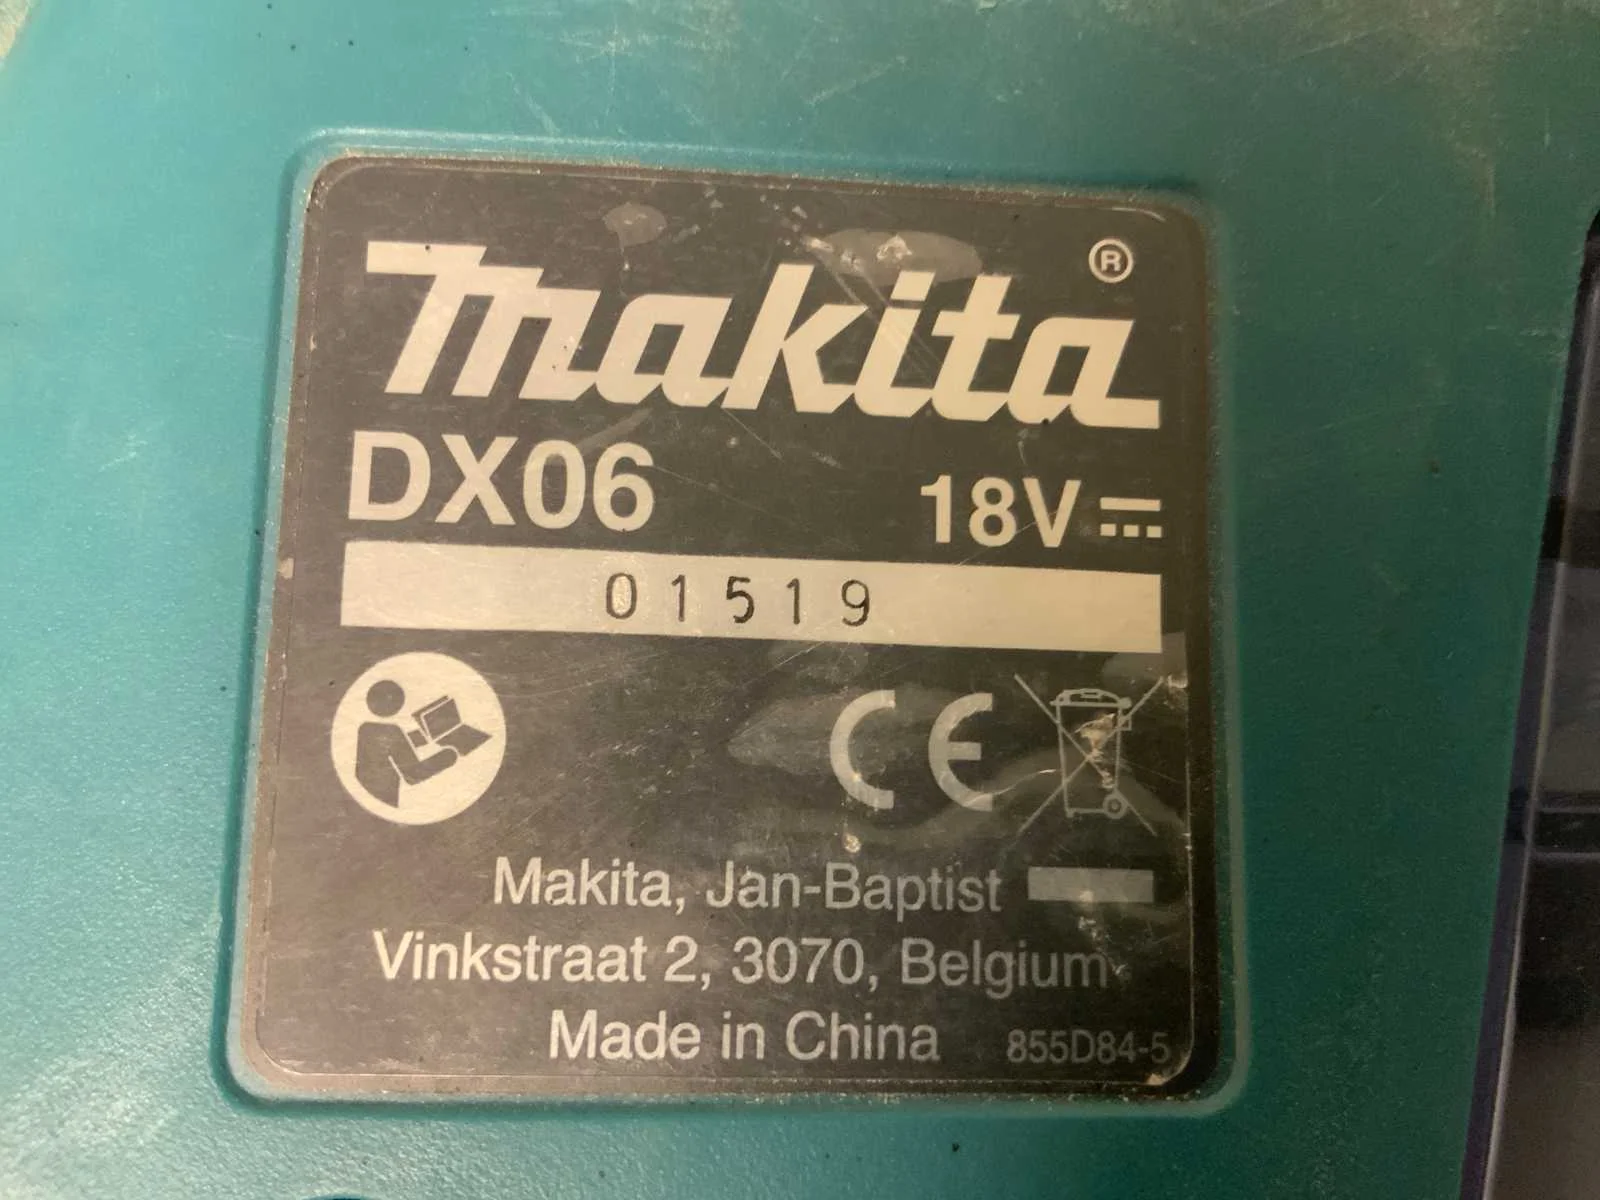 makita®
DX06 18V
01519
CE
Makita, Jan-Baptist
Vinkstraat 2, 3070, Belgium
Made in China 855D84-5